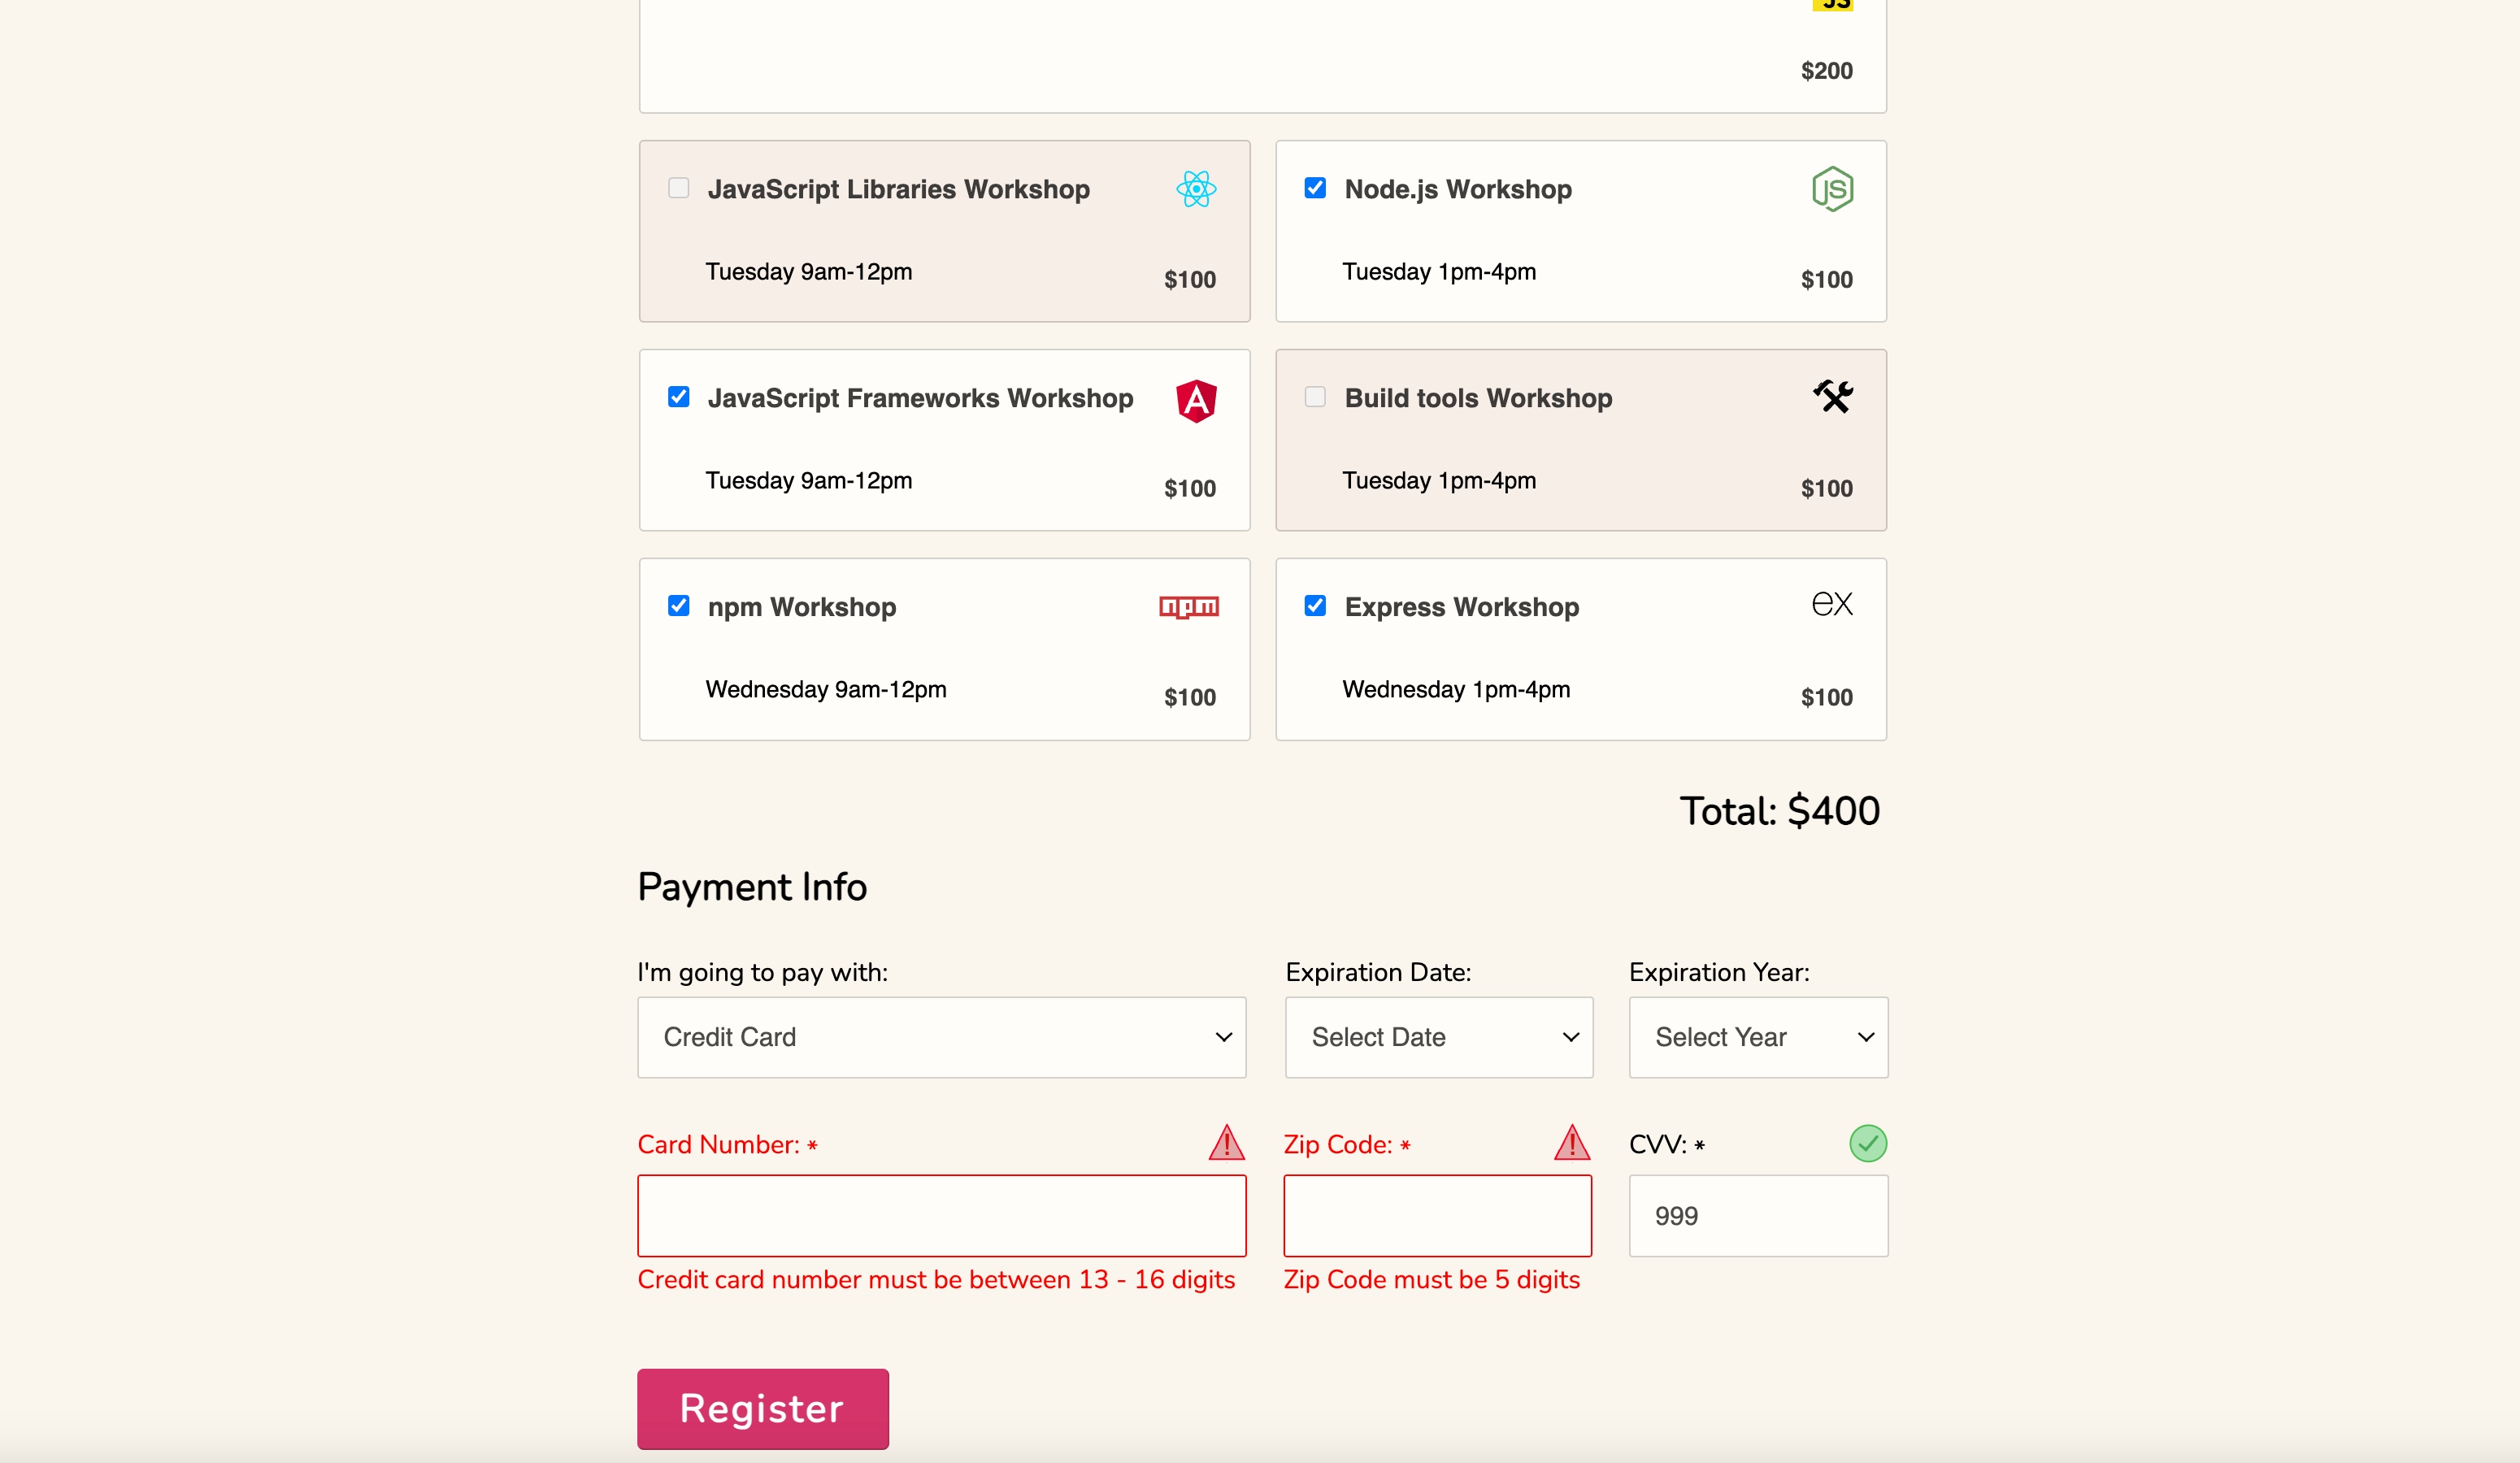 JS
$200
JavaScript Libraries Workshop
Tuesday 9am-12pm
$100
Node.js Workshop
JS
Tuesday 1pm-4pm
$100
JavaScript Frameworks Workshop
A
Tuesday 9am-12pm
$100
Build tools Workshop
Tuesday 1pm-4pm
$100
npm Workshop
npm
Wednesday 9am-12pm
$100
Express Workshop
ex
Wednesday 1pm-4pm
$100
Total: $400
Payment Info
I'm going to pay with:
Credit Card
Expiration Date:
Select Date
Expiration Year:
Select Year
Card Number: *
Credit card number must be between 13 - 16 digits
Zip Code: *
Zip Code must be 5 digits
CVV: *
999
Register